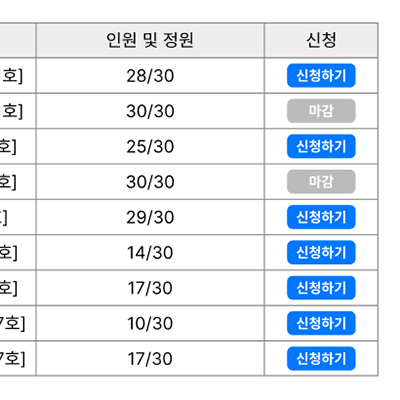 인원 및 정원 신청
호] 28/30 신청하기
호] 30/30 마감
호] 25/30 신청하기
호] 30/30 마감
] 29/30 신청하기
호] 14/30 신청하기
호] 17/30 신청하기
7호] 10/30 신청하기
7호] 17/30 신청하기